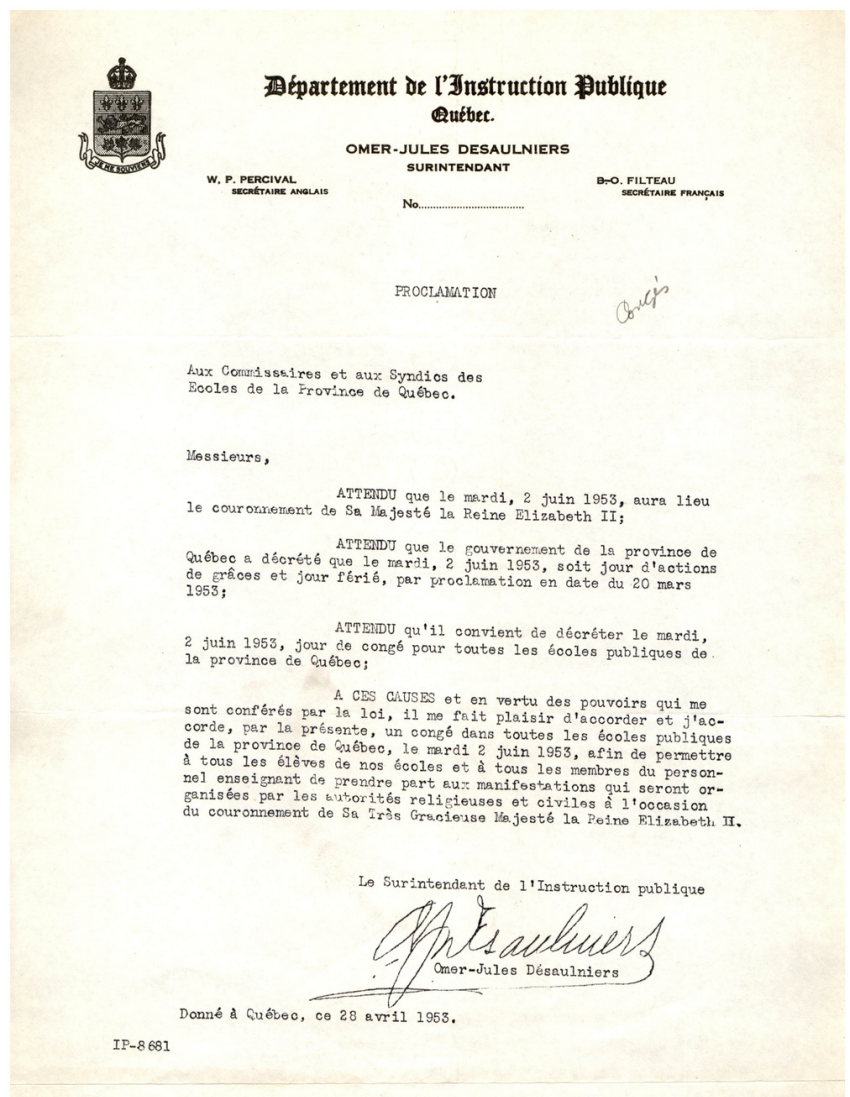 Département de l'Instruction Publique
Québec.
OMER-JULES DESAULNIERS
SURINTENDANT
W. P. PERCIVAL
SECRÉTAIRE ANGLAIS
B.-O. FILTEAU
SECRÉTAIRE FRANÇAIS
No..............................
JE ME SOUVIENS
PROCLAMATION
Congés
Aux Commissaires et aux Syndics des
Ecoles de la Province de Québec.
Messieurs,
ATTENDU que le mardi, 2 juin 1953, aura lieu
le couronnement de Sa Majesté la Reine Elizabeth II;
ATTENDU que le gouvernement de la province de
Québec a décrété que le mardi, 2 juin 1953, soit jour d'actions
de grâces et jour férié, par proclamation en date du 20 mars
1953;
ATTENDU qu'il convient de décréter le mardi,
2 juin 1953, jour de congé pour toutes les écoles publiques de
la province de Québec;
A CES CAUSES et en vertu des pouvoirs qui me
sont conférés par la loi, il me fait plaisir d'accorder et j'ac-
corde, par la présente, un congé dans toutes les écoles publiques
de la province de Québec, le mardi 2 juin 1953, afin de permettre
à tous les élèves de nos écoles et à tous les membres du person-
nel enseignant de prendre part aux manifestations qui seront or-
ganisées par les autorités religieuses et civiles à l'occasion
du couronnement de Sa Très Gracieuse Majesté la Reine Elizabeth II.
Le Surintendant de l'Instruction publique
OJ Désaulniers
Omer-Jules Désaulniers
Donné à Québec, ce 28 avril 1953.
IP-8681